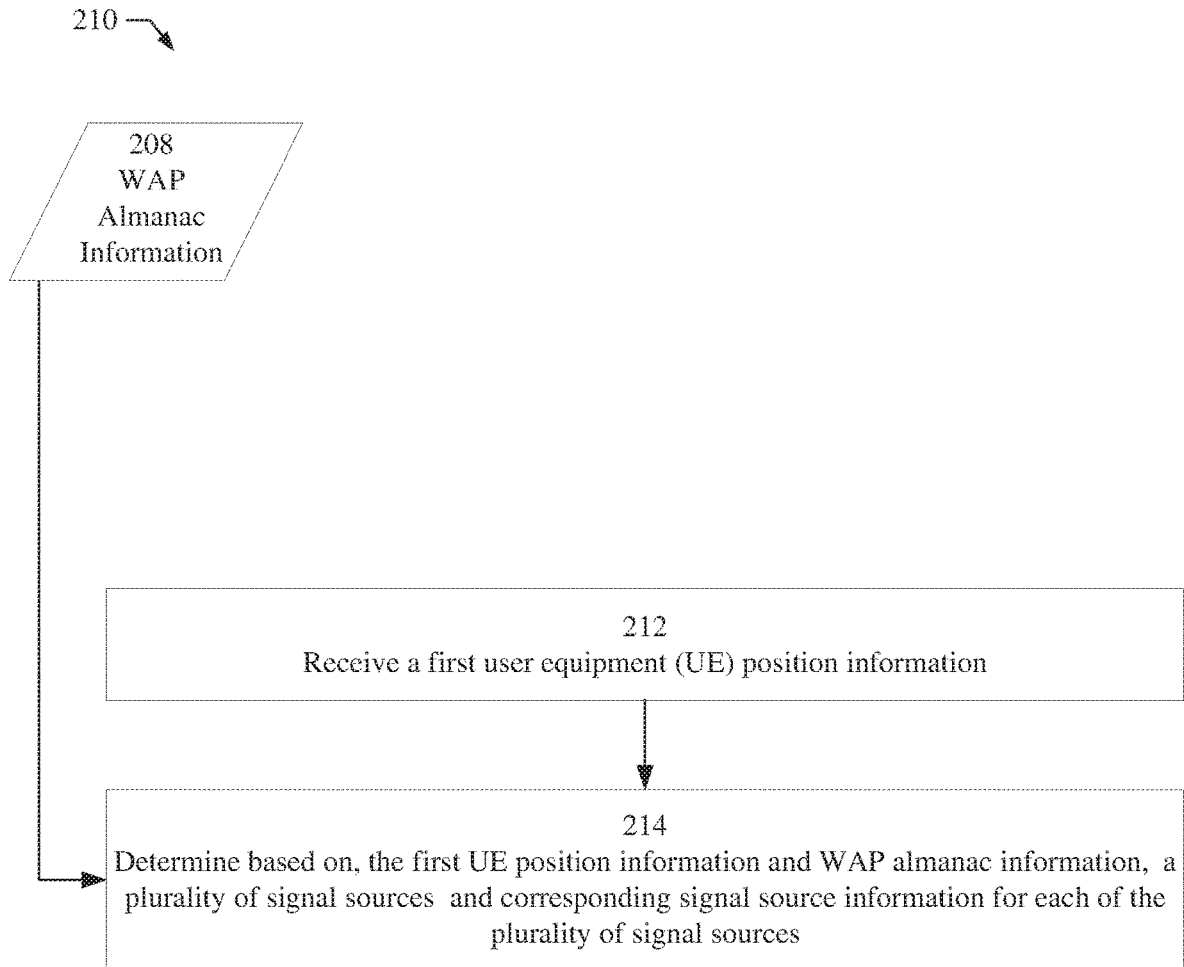 210
208
WAP
Almanac
Information
212
Receive a first user equipment (UE) position information
214
Determine based on, the first UE position information and WAP almanac information, a
plurality of signal sources and corresponding signal source information for each of the
plurality of signal sources